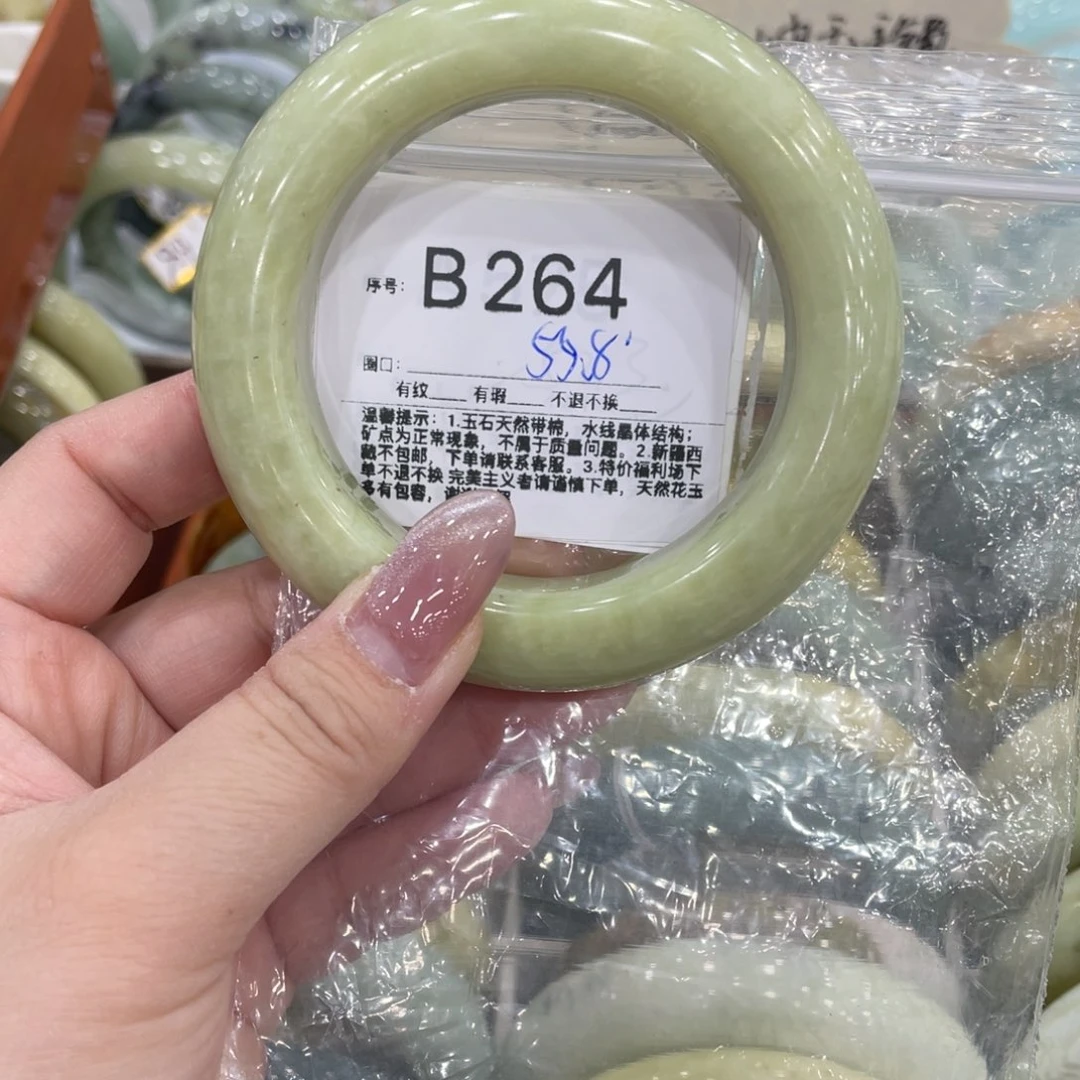 序号: B264
圈口: 59.8
有纹____ 有瑕____ 不退不换____
温馨提示: 1.玉石天然带棉, 水线晶体结构;
矿点为正常现象, 不属于质量问题。2.新疆西
藏不包邮, 下单请联系客服。3.特价福利场下
单不退不换 完美主义者请谨慎下单, 天然花玉
多有包容, 谢